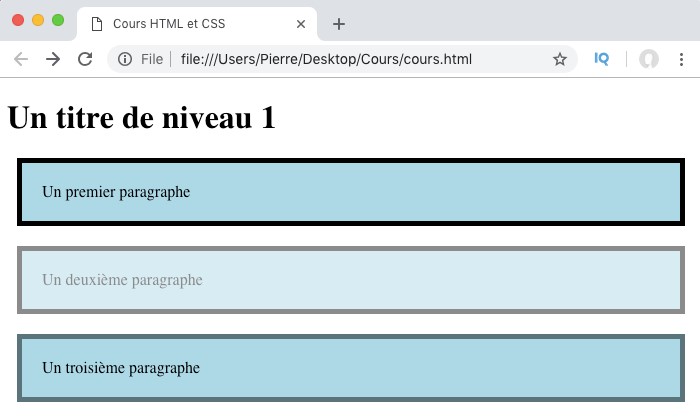 Cours HTML et CSS
File
file:///Users/Pierre/Desktop/Cours/cours.html
IQ
Un titre de niveau 1
Un premier paragraphe
Un deuxième paragraphe
Un troisième paragraphe